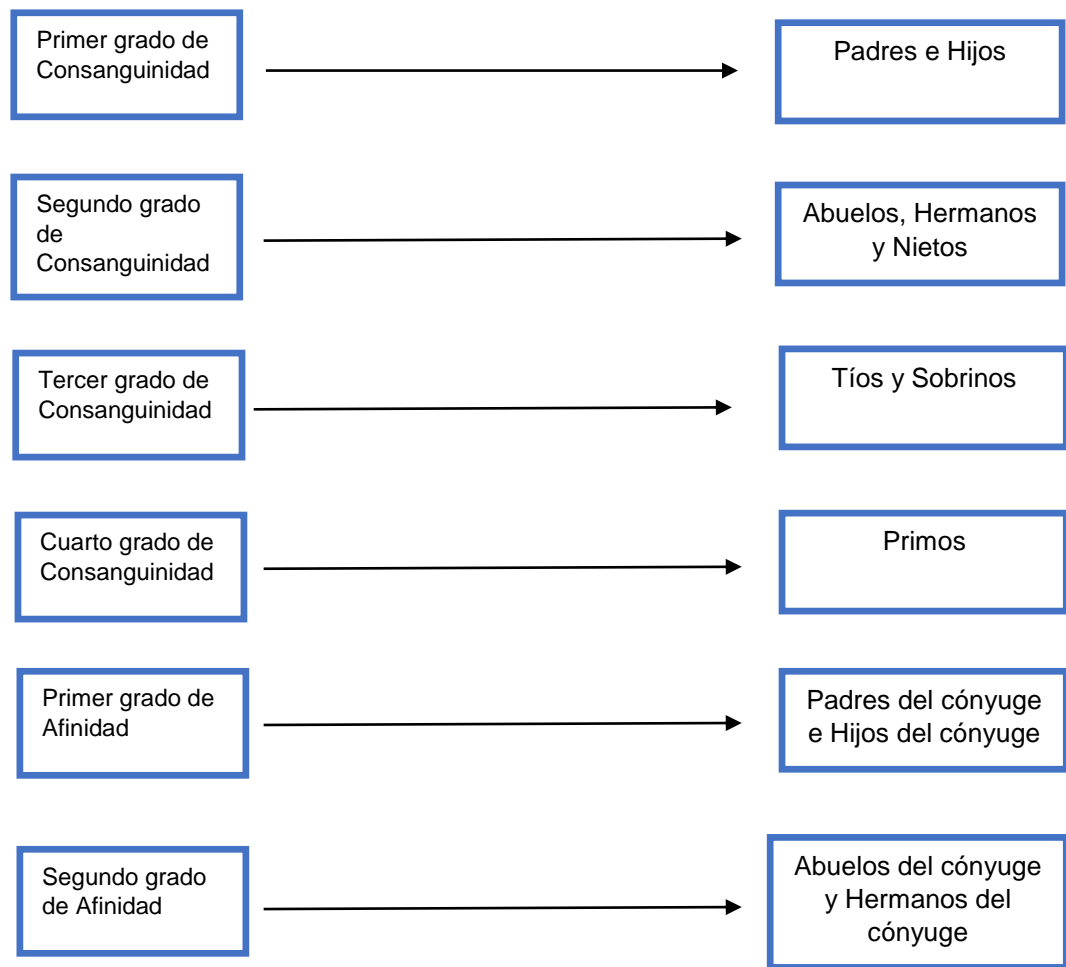 Primer grado de
Consanguinidad
Padres e Hijos
Segundo grado
de
Consanguinidad
Abuelos, Hermanos
y Nietos
Tercer grado de
Consanguinidad
Tíos y Sobrinos
Cuarto grado de
Consanguinidad
Primos
Primer grado de
Afinidad
Padres del cónyuge
e Hijos del cónyuge
Segundo grado
de Afinidad
Abuelos del cónyuge
y Hermanos del
cónyuge